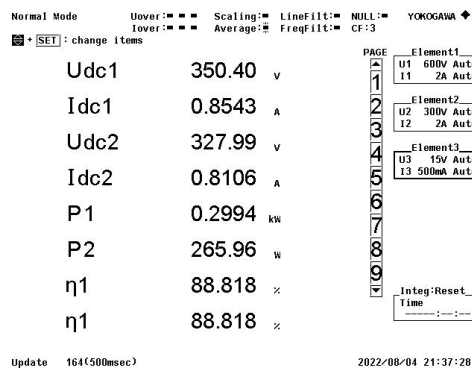 Normal Mode Uover: Scaling: LineFilt: NULL: YOKOGAWA
Iover: Average: FreqFilt: CF:3
+ SET : change items
PAGE
Udc1 350.40 V
Idc1 0.8543 A
Udc2 327.99 V
Idc2 0.8106 A
P1 0.2994 kW
P2 265.96 W
η1 88.818 %
η1 88.818 %
1
2
3
4
5
6
7
8
9
Element1
U1 600V Aut
I1 2A Aut
Element2
U2 300V Aut
I2 2A Aut
Element3
U3 15V Aut
I3 500mA Aut
Integ:Reset
Time
-----:--:--
Update 164(500msec) 2022/08/04 21:37:28